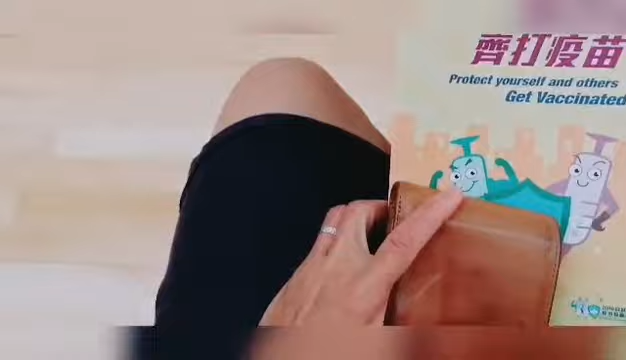 齊打疫苗
Protect yourself and others
Get Vaccinated